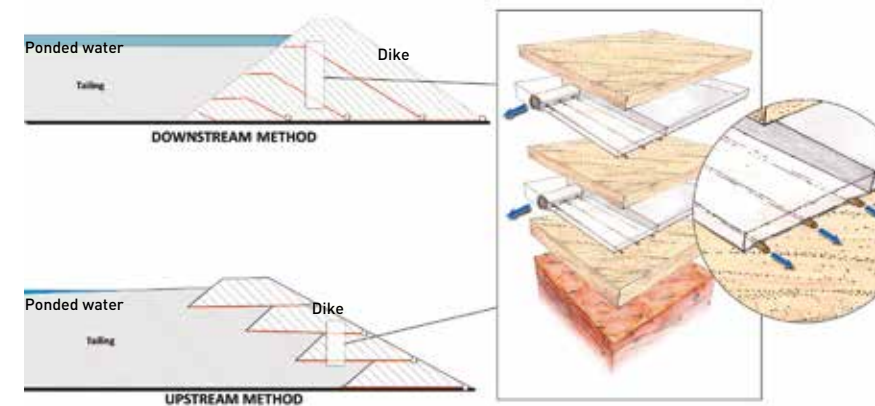 Ponded water
Dike
Tailing
DOWNSTREAM METHOD
Ponded water
Dike
Tailing
UPSTREAM METHOD